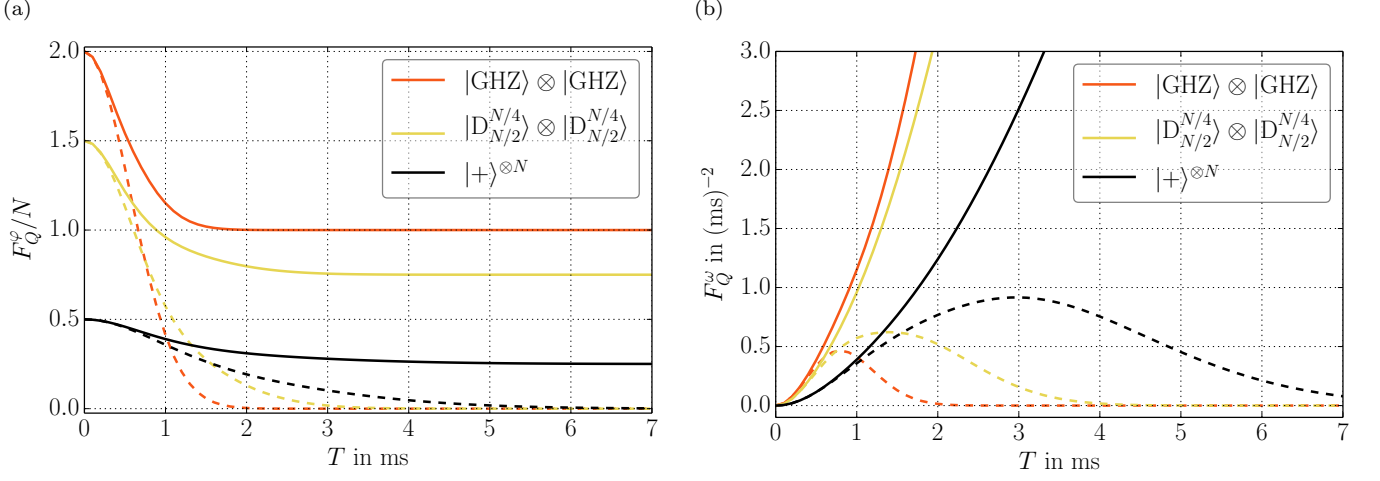 (a)
2.0
1.5
1.0
0.5
0.0
F_Q^φ/N
|GHZ⟩ ⊗ |GHZ⟩
|D_{N/2}^{N/4}⟩ ⊗ |D_{N/2}^{N/4}⟩
|+⟩^{⊗N}
0 1 2 3 4 5 6 7
T in ms
(b)
3.0
2.5
2.0
1.5
1.0
0.5
0.0
F_Q^ω in (ms)^{−2}
|GHZ⟩ ⊗ |GHZ⟩
|D_{N/2}^{N/4}⟩ ⊗ |D_{N/2}^{N/4}⟩
|+⟩^{⊗N}
0 1 2 3 4 5 6 7
T in ms